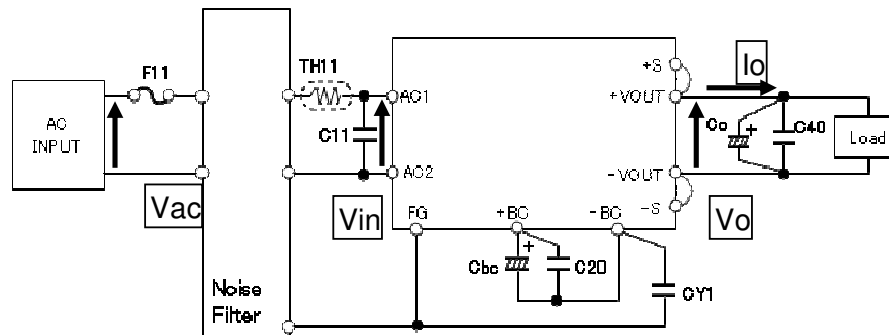 F11
AC
INPUT
Vac
Noise
Filter
TH11
C11
Vin
AC1
AC2
FG
+BC
-BC
+S
+VOUT
-VOUT
-S
Cbc
+
C20
CY1
Io
Co
+
C40
Load
Vo